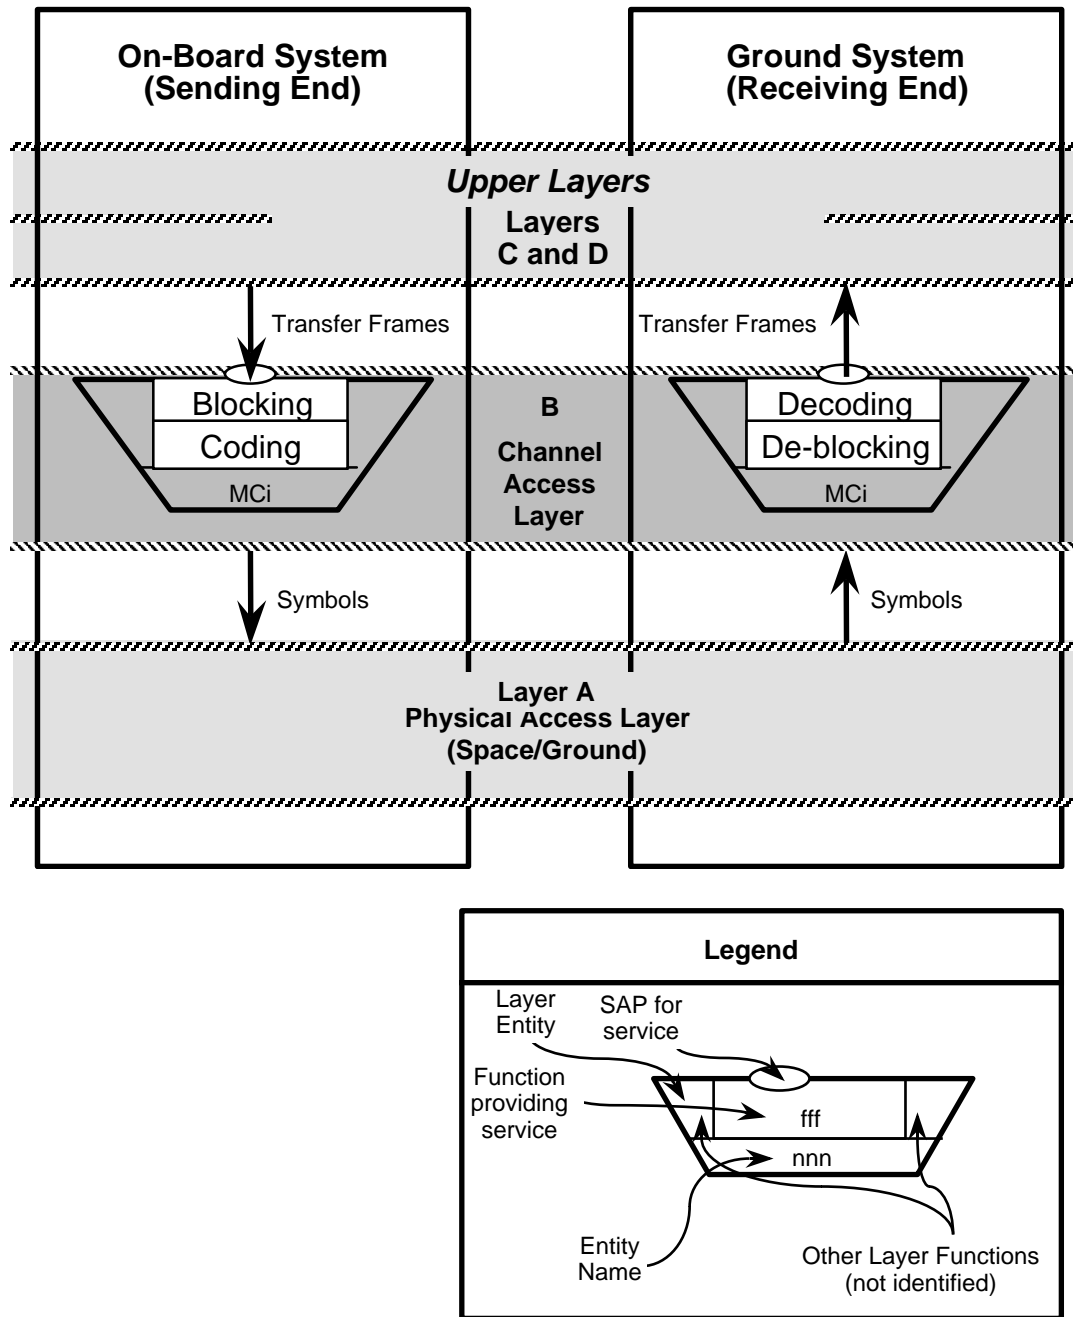 On-Board System
(Sending End)
Ground System
(Receiving End)
Upper Layers
Layers
C and D
Transfer Frames
Transfer Frames
Blocking
Coding
MCi
B
Channel
Access
Layer
Decoding
De-blocking
MCi
Symbols
Symbols
Layer A
Physical Access Layer
(Space/Ground)
Legend
Layer
Entity
SAP for
service
Function
providing
service
fff
nnn
Entity
Name
Other Layer Functions
(not identified)